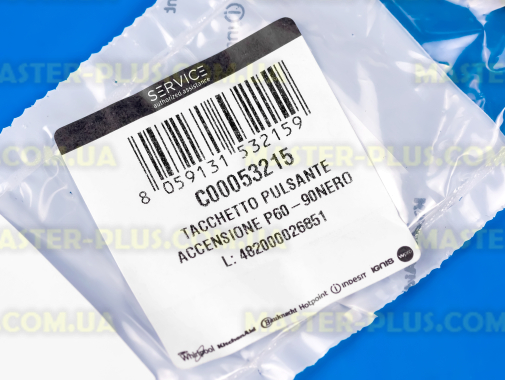 SERVICE
authorized assistance
8 059131 532159
C00053215
TACCHETTO PULSANTE
ACCENSIONE P60-90NERO
L: 482000026851
Whirlpool KitchenAid Bauknecht Hotpoint indesit IGNIS
MASTER-PLUS.COM.UA